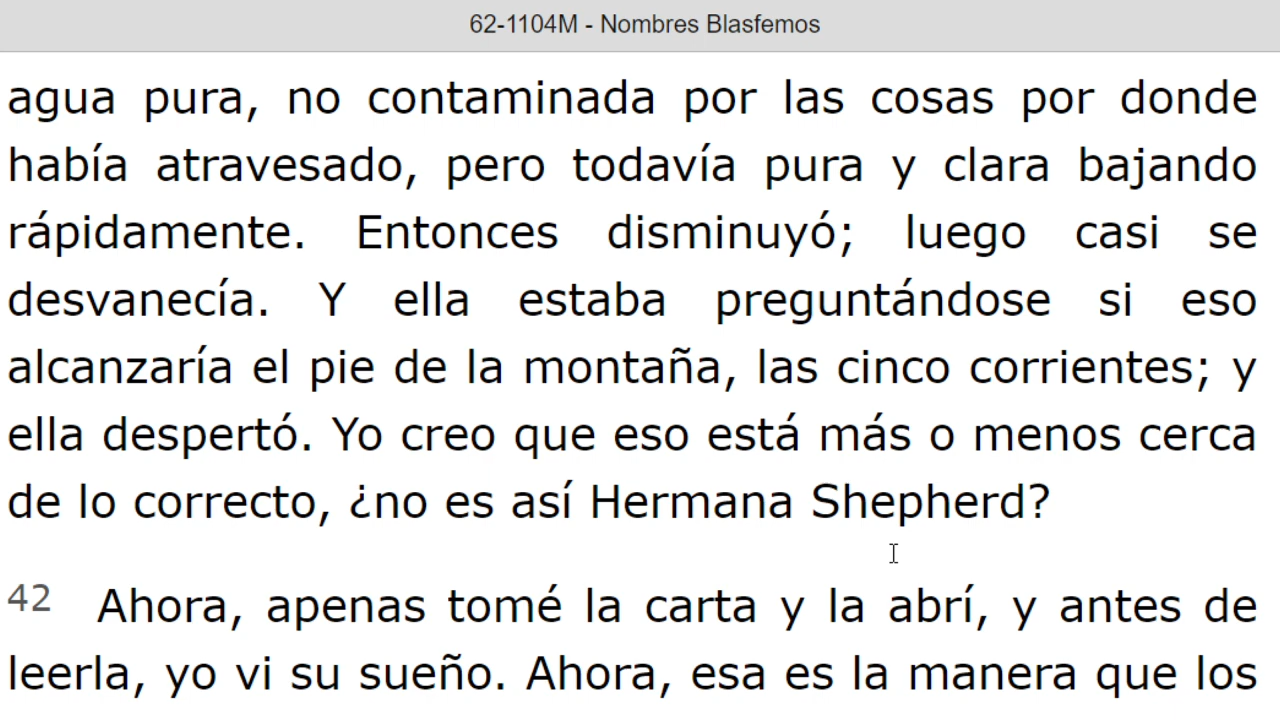 62-1104M - Nombres Blasfemos
agua pura, no contaminada por las cosas por donde
había atravesado, pero todavía pura y clara bajando
rápidamente. Entonces disminuyó; luego casi se
desvanecía. Y ella estaba preguntándose si eso
alcanzaría el pie de la montaña, las cinco corrientes; y
ella despertó. Yo creo que eso está más o menos cerca
de lo correcto, ¿no es así Hermana Shepherd?
42 Ahora, apenas tomé la carta y la abrí, y antes de
leerla, yo vi su sueño. Ahora, esa es la manera que los